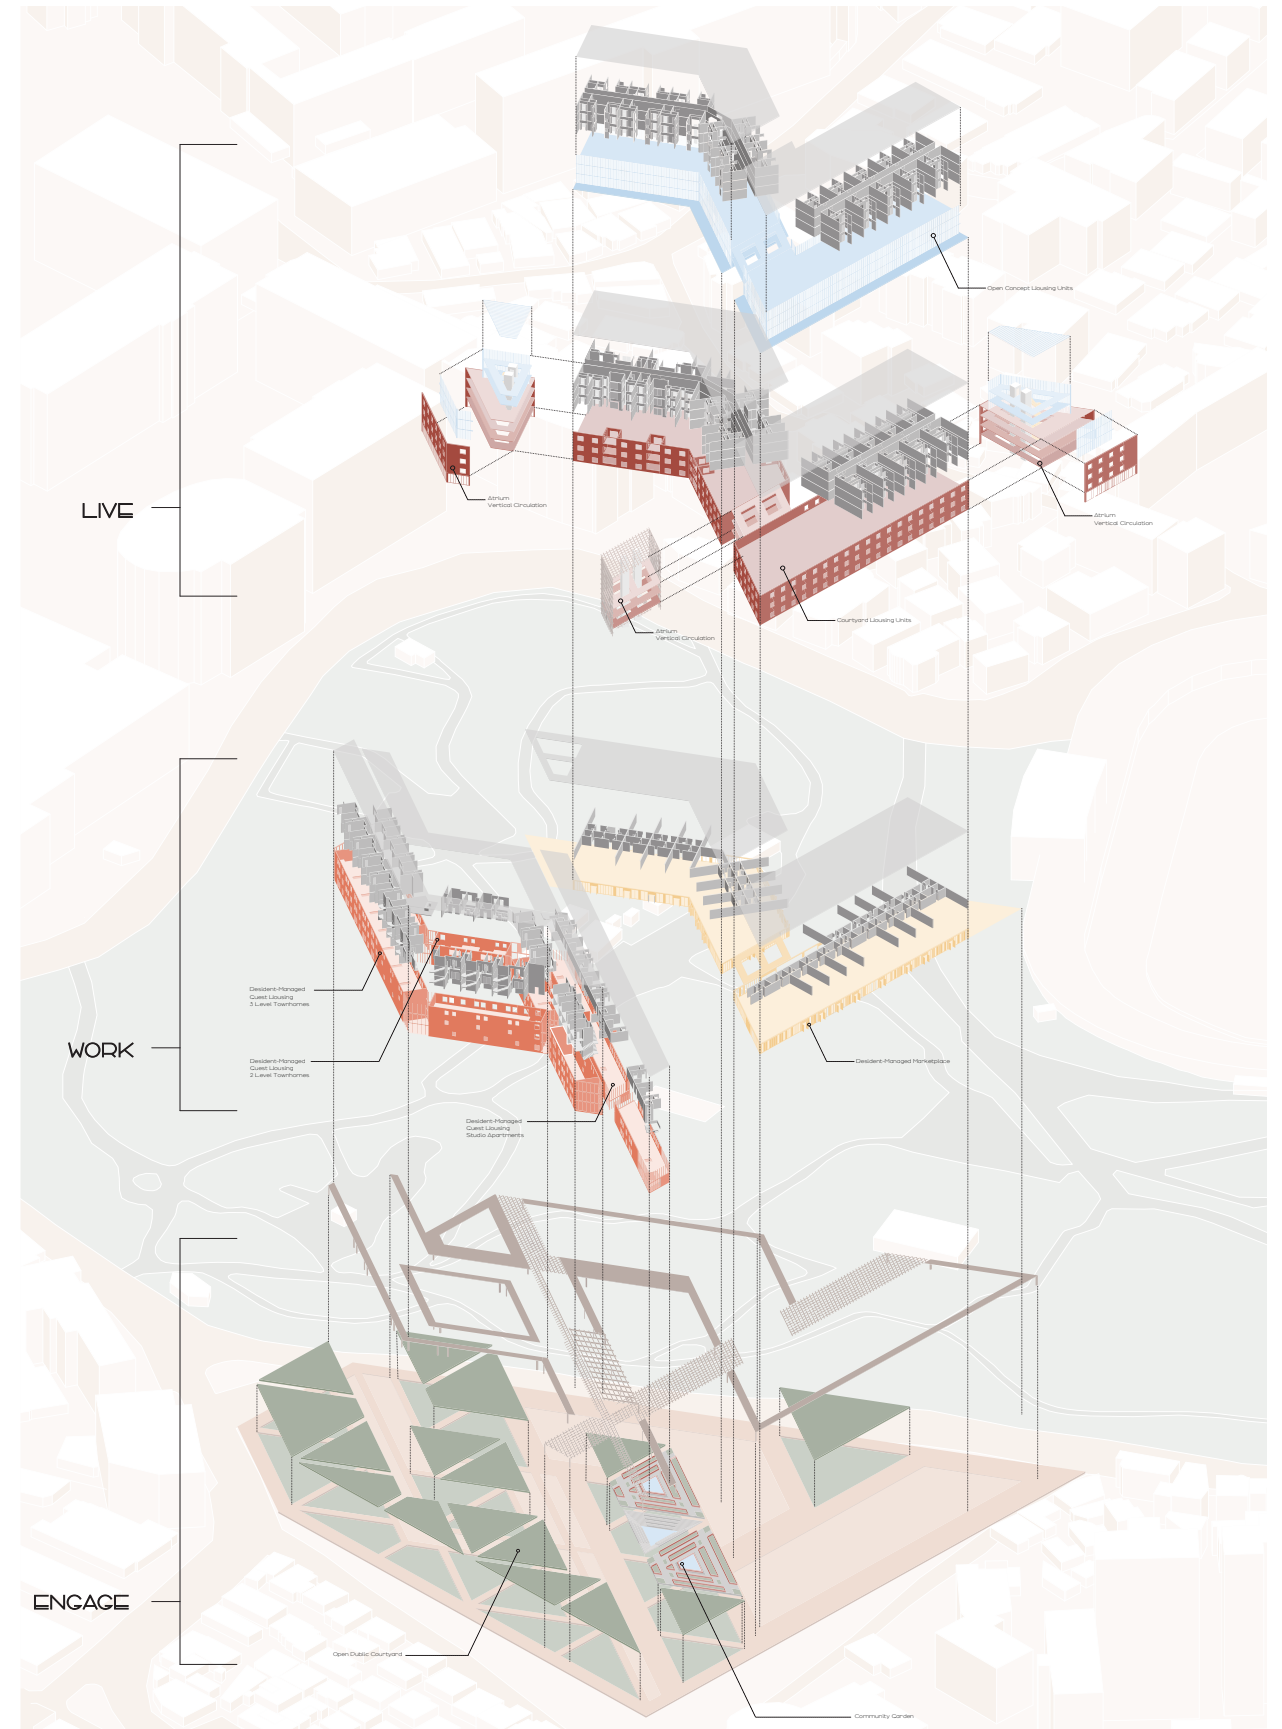 Open Concept Housing Units
LIVE
Atrium
Vertical Circulation
Atrium
Vertical Circulation
Courtyard Housing Units
Atrium
Vertical Circulation
WORK
Resident-Managed
Guest Housing
3 Level Townhomes
Resident-Managed
Guest Housing
2 Level Townhomes
Resident-Managed Marketplace
Resident-Managed
Guest Housing
Studio Apartments
ENGAGE
Open Public Courtyard
Community Garden